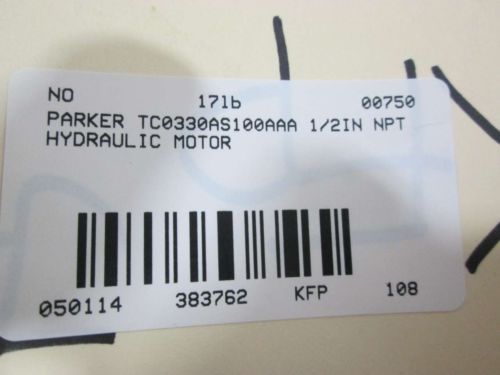 NO 17lb 00750
PARKER TC0330AS100AAA 1/2IN NPT
HYDRAULIC MOTOR
050114 383762 KFP 108